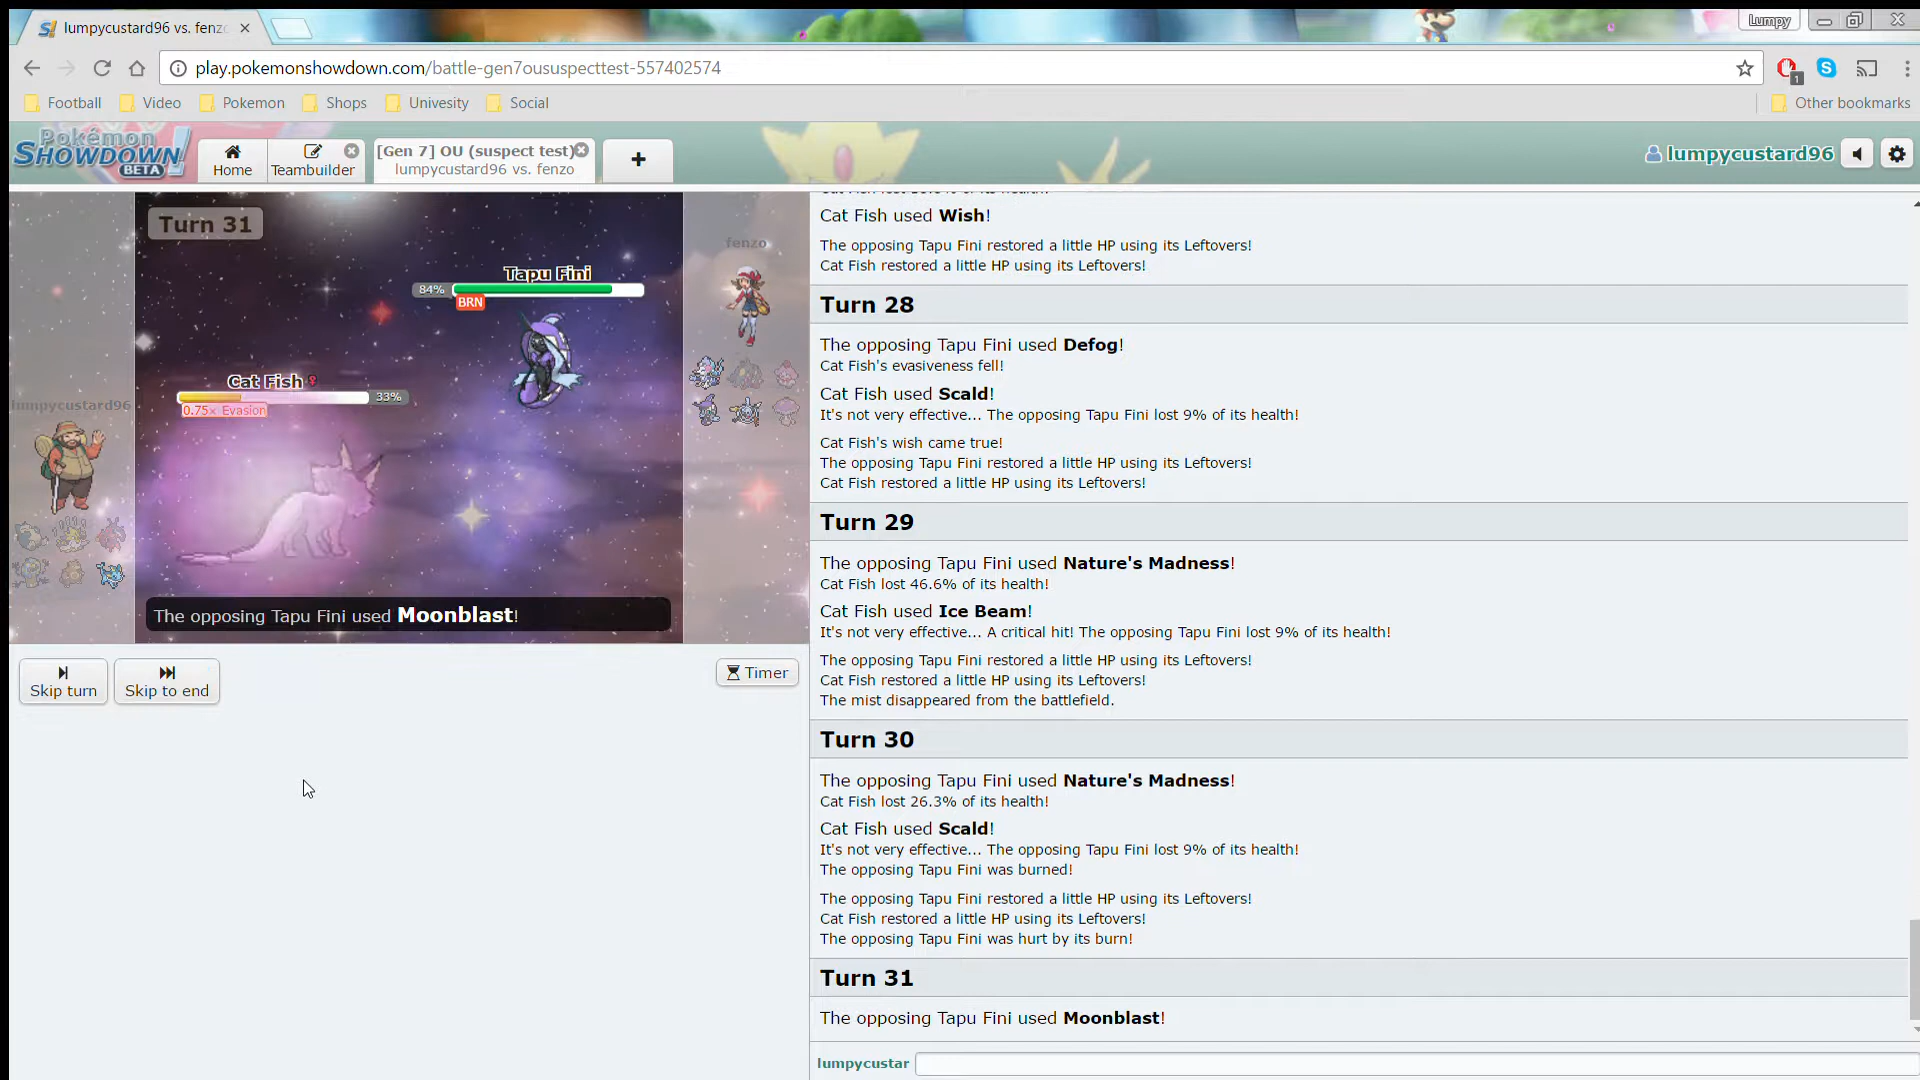 lumpycustard96 vs. fenzo
Lumpy
play.pokemonshowdown.com/battle-gen7oususpecttest-557402574
1
Football Video Pokemon Shops Univesity Social Other bookmarks
Pokémon
SHOWDOWN!
BETA
Home
Teambuilder
[Gen 7] OU (suspect test)
lumpycustard96 vs. fenzo
+
lumpycustard96
Turn 31
fenzo
Tapu Fini
84%
BRN
Cat Fish
33%
0.75× Evasion
lumpycustard96
The opposing Tapu Fini used Moonblast!
Skip turn
Skip to end
Timer
Cat Fish used Wish!
The opposing Tapu Fini restored a little HP using its Leftovers!
Cat Fish restored a little HP using its Leftovers!
Turn 28
The opposing Tapu Fini used Defog!
Cat Fish's evasiveness fell!
Cat Fish used Scald!
It's not very effective... The opposing Tapu Fini lost 9% of its health!
Cat Fish's wish came true!
The opposing Tapu Fini restored a little HP using its Leftovers!
Cat Fish restored a little HP using its Leftovers!
Turn 29
The opposing Tapu Fini used Nature's Madness!
Cat Fish lost 46.6% of its health!
Cat Fish used Ice Beam!
It's not very effective... A critical hit! The opposing Tapu Fini lost 9% of its health!
The opposing Tapu Fini restored a little HP using its Leftovers!
Cat Fish restored a little HP using its Leftovers!
The mist disappeared from the battlefield.
Turn 30
The opposing Tapu Fini used Nature's Madness!
Cat Fish lost 26.3% of its health!
Cat Fish used Scald!
It's not very effective... The opposing Tapu Fini lost 9% of its health!
The opposing Tapu Fini was burned!
The opposing Tapu Fini restored a little HP using its Leftovers!
Cat Fish restored a little HP using its Leftovers!
The opposing Tapu Fini was hurt by its burn!
Turn 31
The opposing Tapu Fini used Moonblast!
lumpycustar